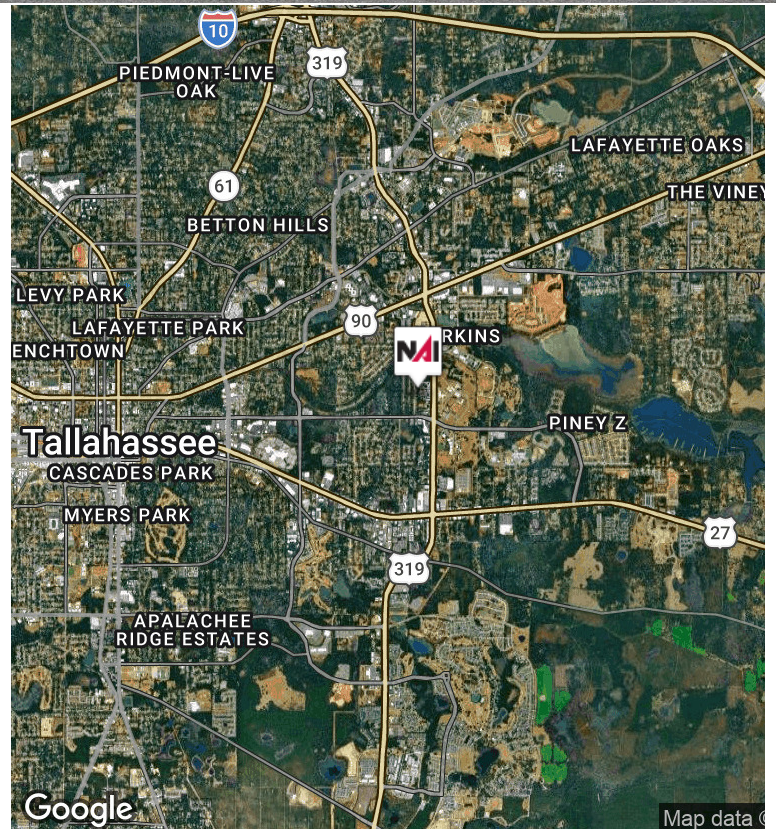 10
319
PIEDMONT-LIVE
OAK
LAFAYETTE OAKS
61
THE VINEY
BETTON HILLS
LEVY PARK
90
LAFAYETTE PARK
RKINS
NAI
ENCHTOWN
PINEY Z
Tallahassee
CASCADES PARK
MYERS PARK
27
319
APALACHEE
RIDGE ESTATES
Google
Map data ©